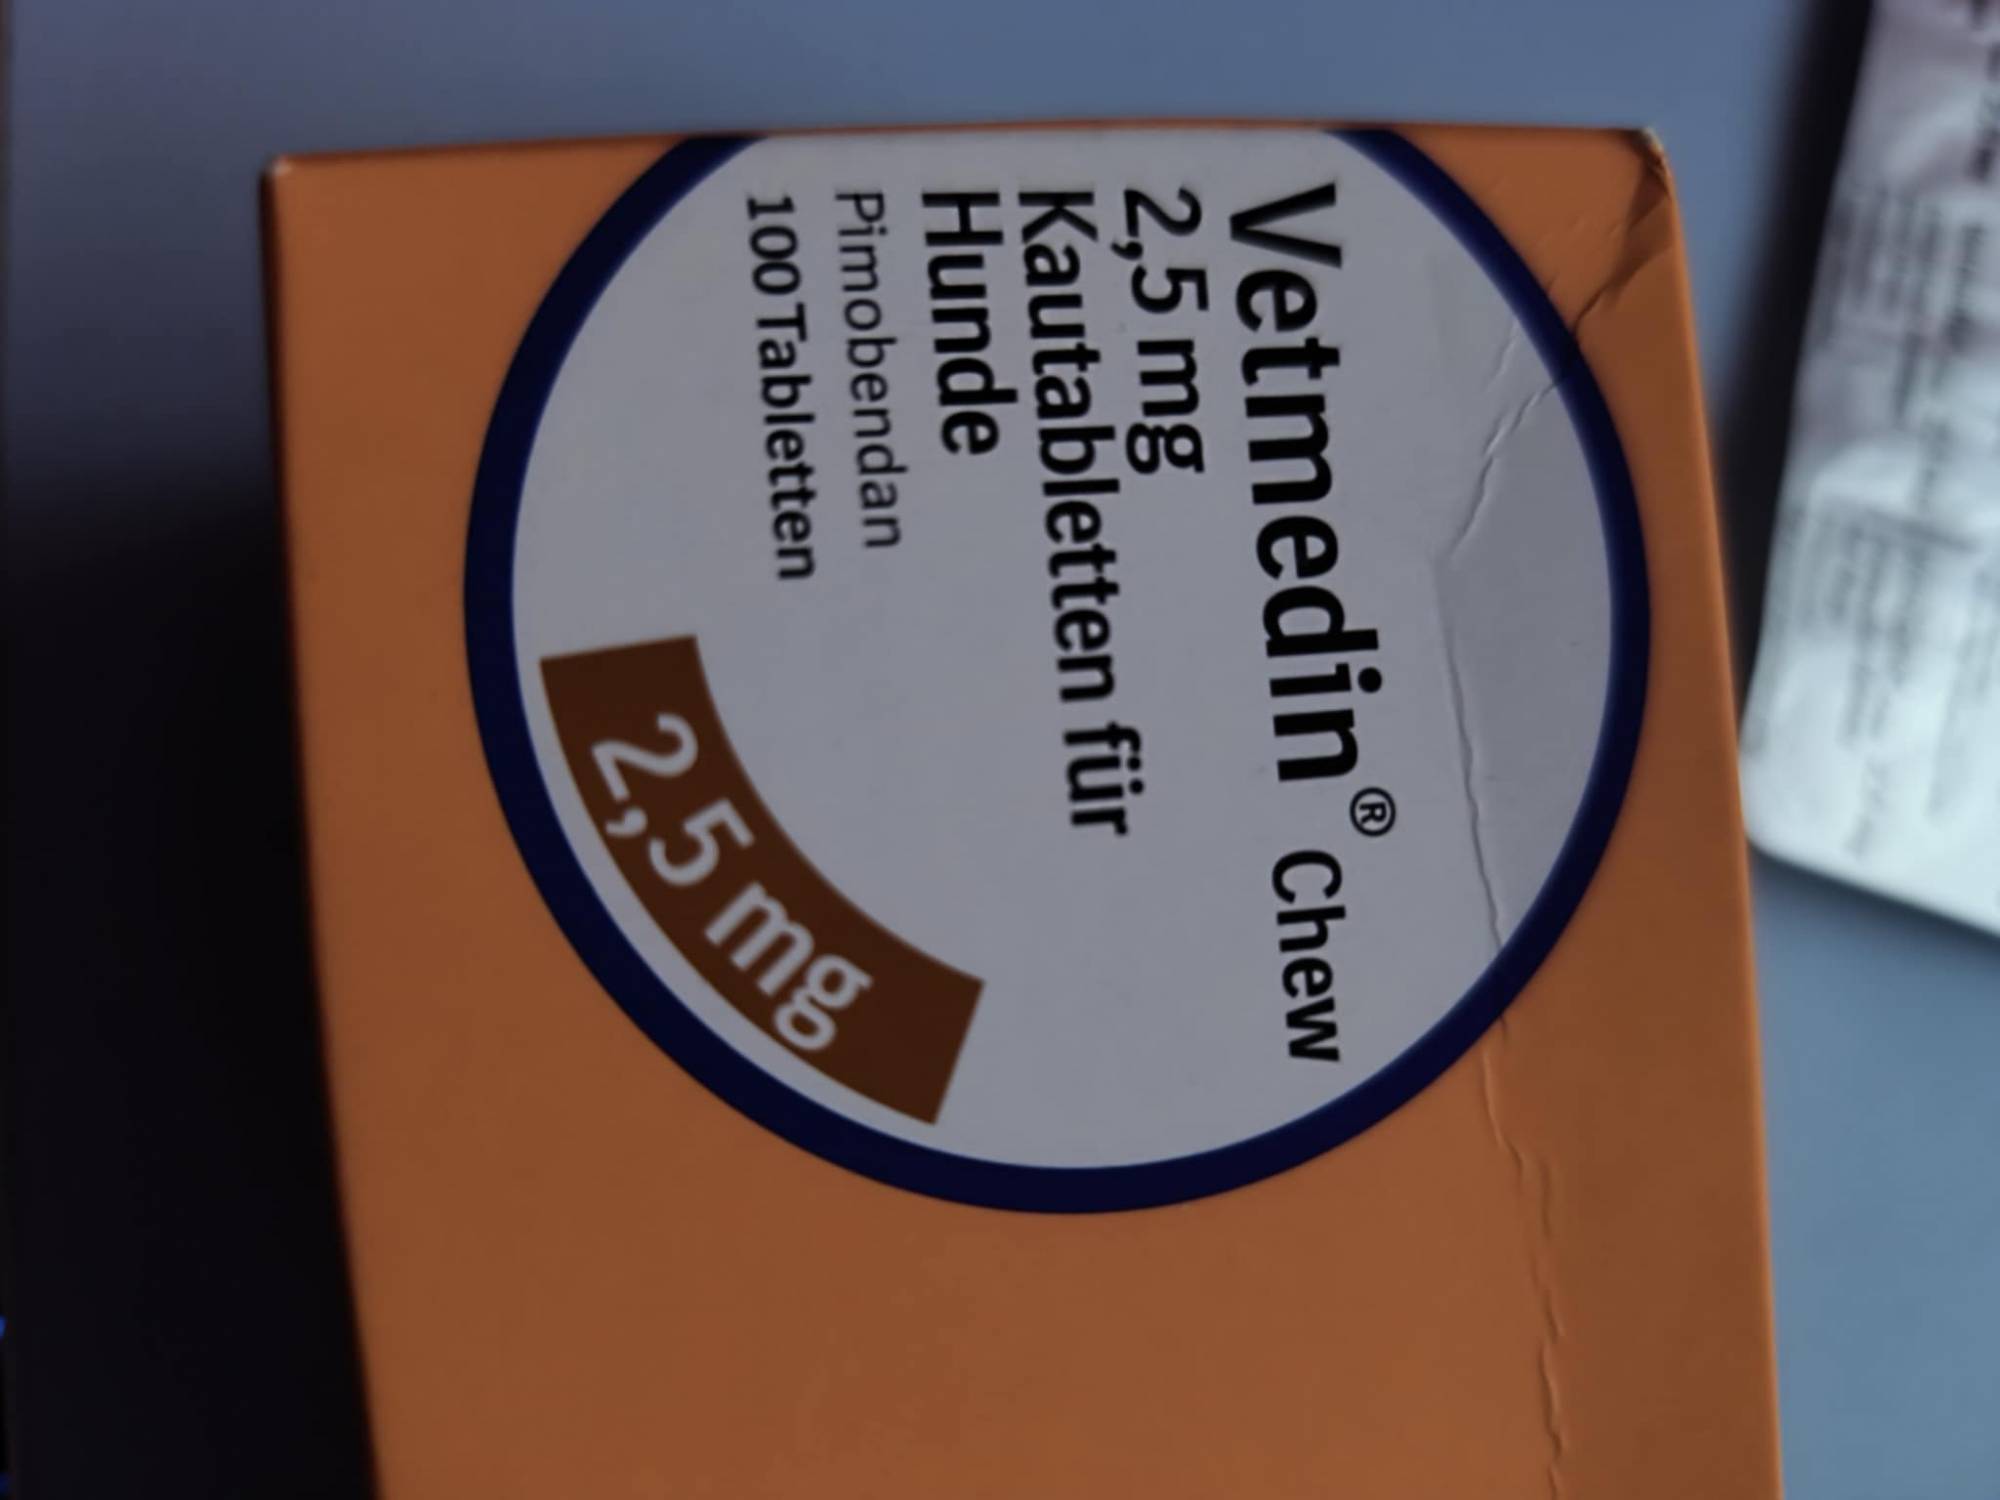 Vetmedin® Chew
2,5 mg
Kautabletten für
Hunde
Pimobendan
100 Tabletten
2,5 mg